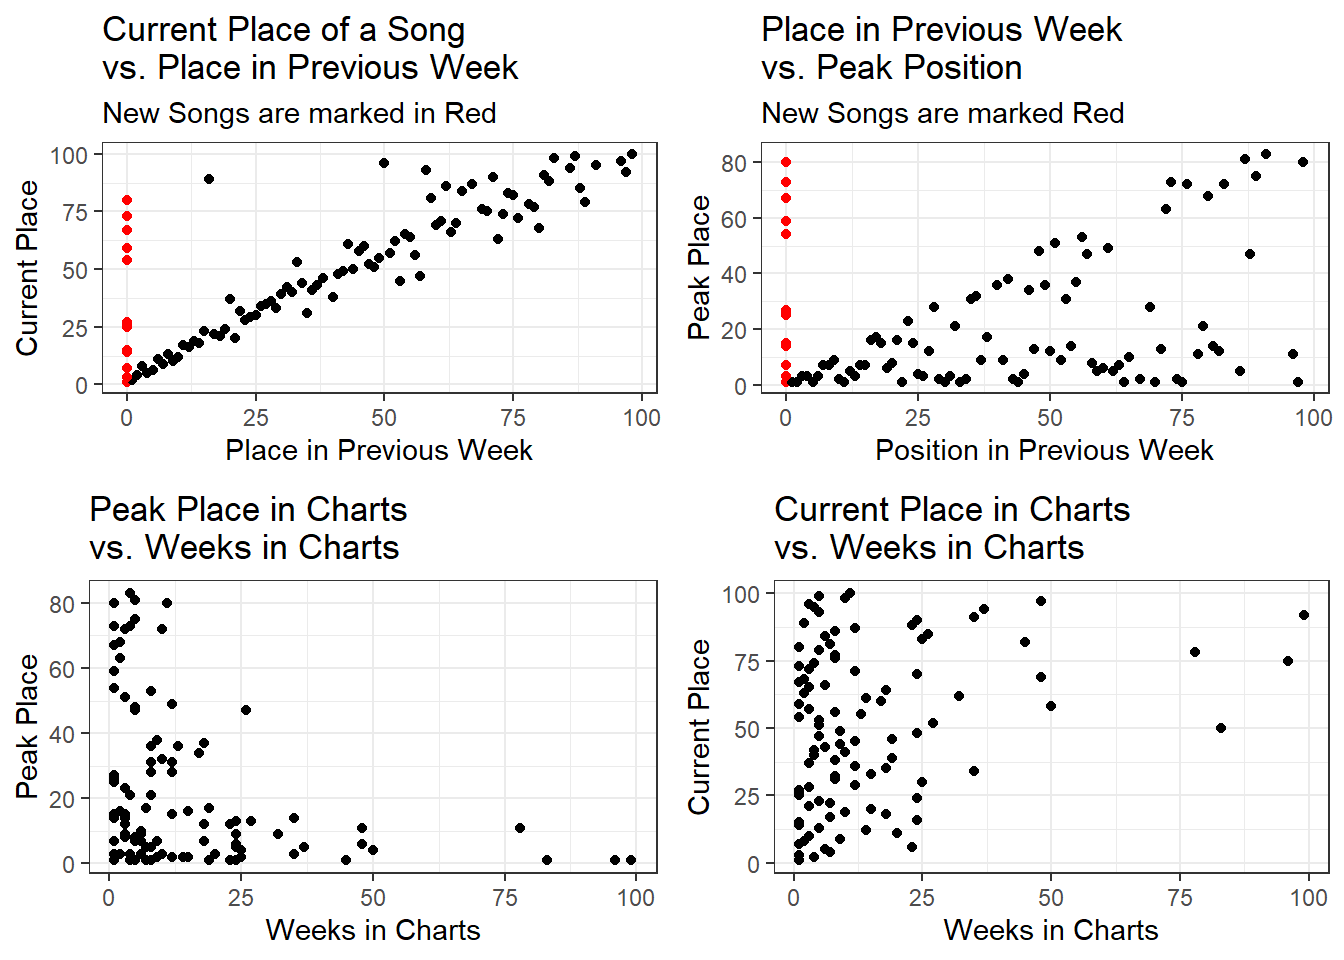 Current Place of a Song
vs. Place in Previous Week
New Songs are marked in Red
100
75
50
25
0
Current Place
0 25 50 75 100
Place in Previous Week
Place in Previous Week
vs. Peak Position
New Songs are marked Red
80
60
40
20
0
Peak Place
0 25 50 75 100
Position in Previous Week
Peak Place in Charts
vs. Weeks in Charts
80
60
40
20
0
Peak Place
0 25 50 75 100
Weeks in Charts
Current Place in Charts
vs. Weeks in Charts
100
75
50
25
0
Current Place
0 25 50 75 100
Weeks in Charts